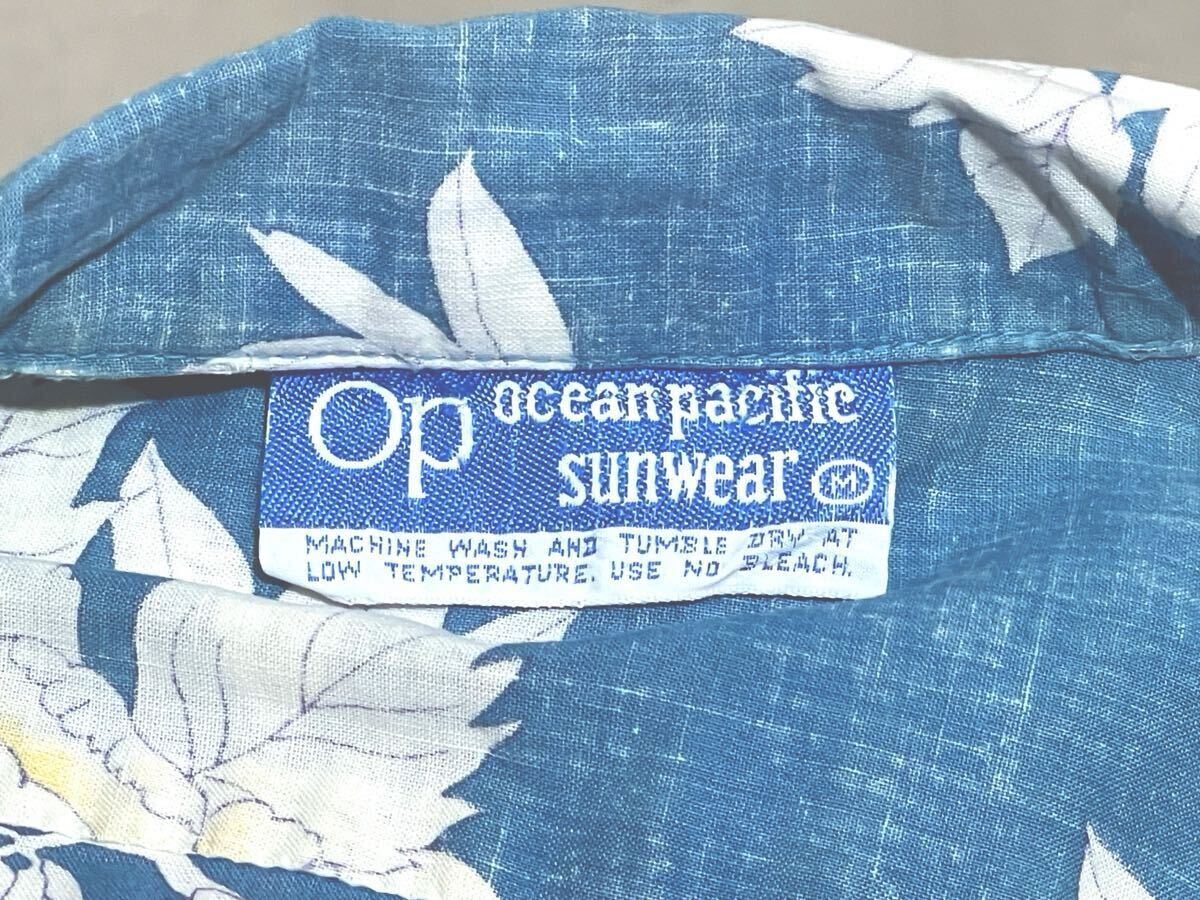 Op ocean pacific
sunwear M
MACHINE WASH AND TUMBLE DRY AT
LOW TEMPERATURE. USE NO BLEACH.